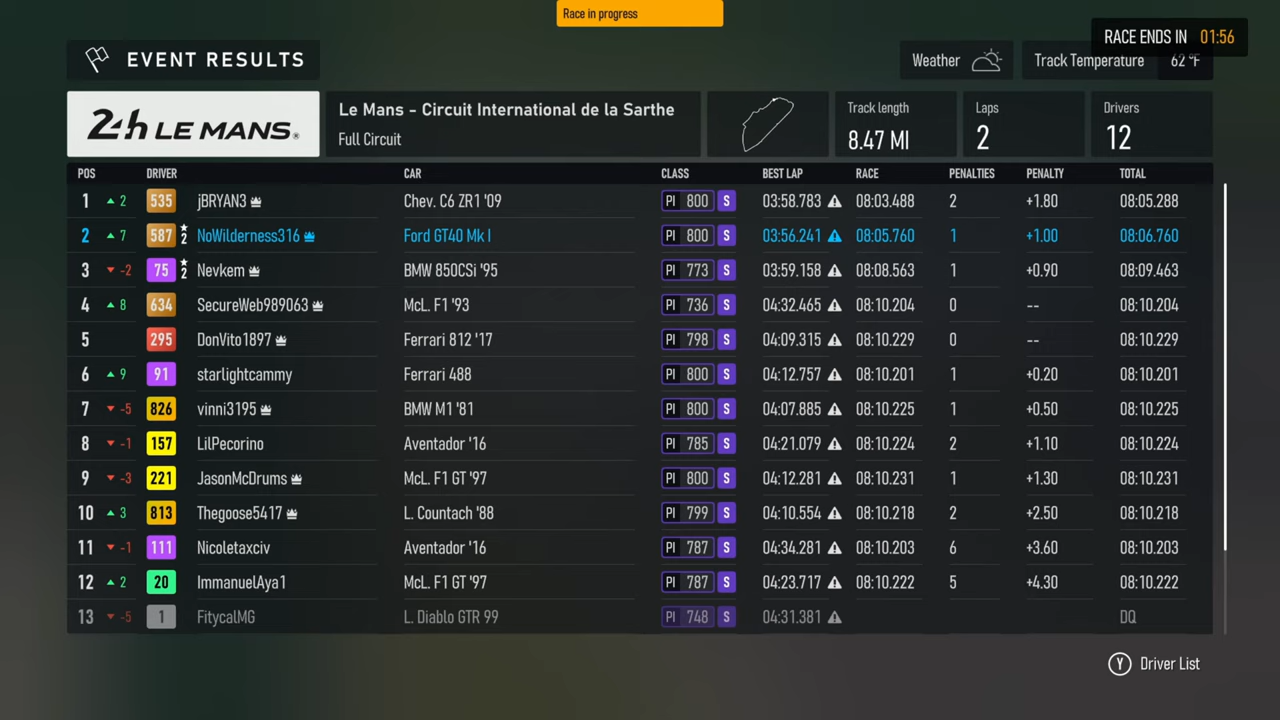 Race in progress
RACE ENDS IN 01:56
EVENT RESULTS
Weather Track Temperature 62 °F
24h LE MANS®
Le Mans - Circuit International de la Sarthe
Full Circuit
Track length
8.47 MI
Laps
2
Drivers
12
POS DRIVER CAR CLASS BEST LAP RACE PENALTIES PENALTY TOTAL
1 2 535 jBRYAN3 Chev. C6 ZR1 '09 PI 800 S 03:58.783 08:03.488 2 +1.80 08:05.288
2 7 587 2 NoWilderness316 Ford GT40 Mk I PI 800 S 03:56.241 08:05.760 1 +1.00 08:06.760
3 -2 75 2 Nevkem BMW 850CSi '95 PI 773 S 03:59.158 08:08.563 1 +0.90 08:09.463
4 8 634 SecureWeb989063 McL. F1 '93 PI 736 S 04:32.465 08:10.204 0 -- 08:10.204
5 295 DonVito1897 Ferrari 812 '17 PI 798 S 04:09.315 08:10.229 0 -- 08:10.229
6 9 91 starlightcammy Ferrari 488 PI 800 S 04:12.757 08:10.201 1 +0.20 08:10.201
7 -5 826 vinni3195 BMW M1 '81 PI 800 S 04:07.885 08:10.225 1 +0.50 08:10.225
8 -1 157 LilPecorino Aventador '16 PI 785 S 04:21.079 08:10.224 2 +1.10 08:10.224
9 -3 221 JasonMcDrums McL. F1 GT '97 PI 800 S 04:12.281 08:10.231 1 +1.30 08:10.231
10 3 813 Thegoose5417 L. Countach '88 PI 799 S 04:10.554 08:10.218 2 +2.50 08:10.218
11 -1 111 Nicoletaxciv Aventador '16 PI 787 S 04:34.281 08:10.203 6 +3.60 08:10.203
12 2 20 ImmanuelAya1 McL. F1 GT '97 PI 787 S 04:23.717 08:10.222 5 +4.30 08:10.222
13 -5 1 FitycalMG L. Diablo GTR 99 PI 748 S 04:31.381 DQ
Y Driver List